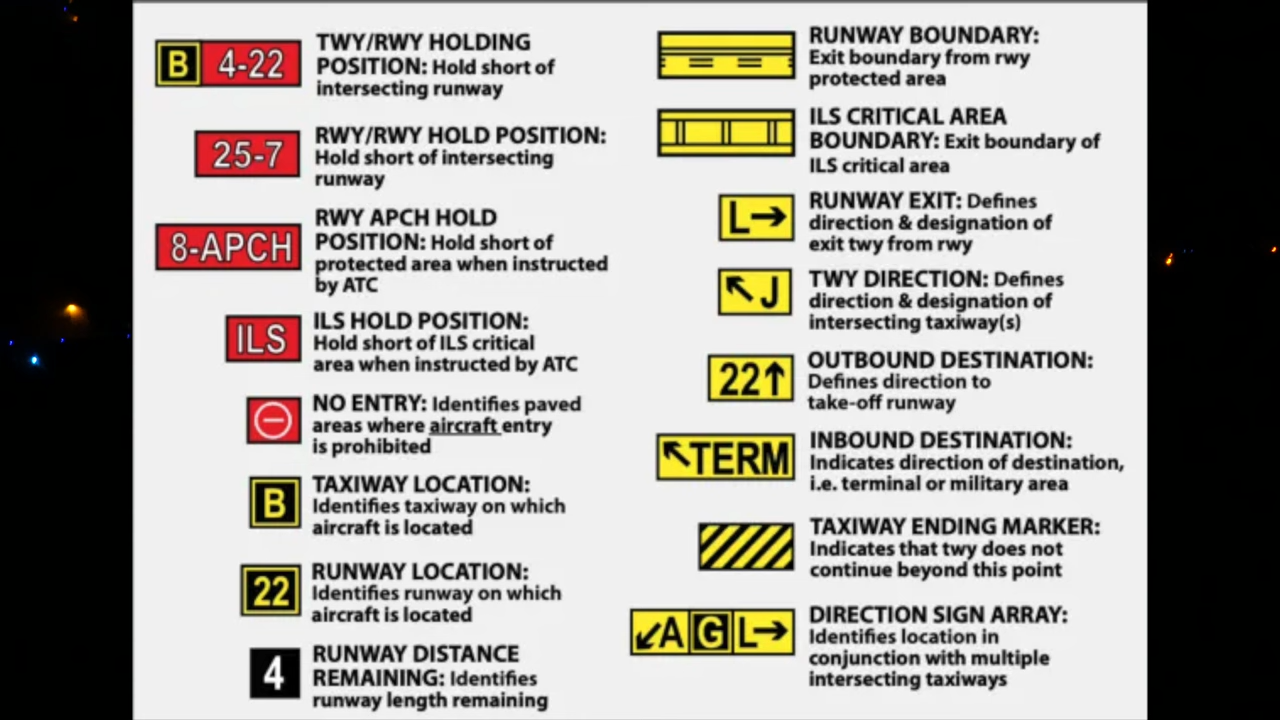 B 4-22
TWY/RWY HOLDING
POSITION: Hold short of
intersecting runway
25-7
RWY/RWY HOLD POSITION:
Hold short of intersecting
runway
8-APCH
RWY APCH HOLD
POSITION: Hold short of
protected area when instructed
by ATC
ILS
ILS HOLD POSITION:
Hold short of ILS critical
area when instructed by ATC
NO ENTRY: Identifies paved
areas where aircraft entry
is prohibited
B
TAXIWAY LOCATION:
Identifies taxiway on which
aircraft is located
22
RUNWAY LOCATION:
Identifies runway on which
aircraft is located
4
RUNWAY DISTANCE
REMAINING: Identifies
runway length remaining
RUNWAY BOUNDARY:
Exit boundary from rwy
protected area
ILS CRITICAL AREA
BOUNDARY: Exit boundary of
ILS critical area
L→
RUNWAY EXIT: Defines
direction & designation of
exit twy from rwy
↖J
TWY DIRECTION: Defines
direction & designation of
intersecting taxiway(s)
22↑
OUTBOUND DESTINATION:
Defines direction to
take-off runway
↖TERM
INBOUND DESTINATION:
Indicates direction of destination,
i.e. terminal or military area
TAXIWAY ENDING MARKER:
Indicates that twy does not
continue beyond this point
↙A G L→
DIRECTION SIGN ARRAY:
Identifies location in
conjunction with multiple
intersecting taxiways